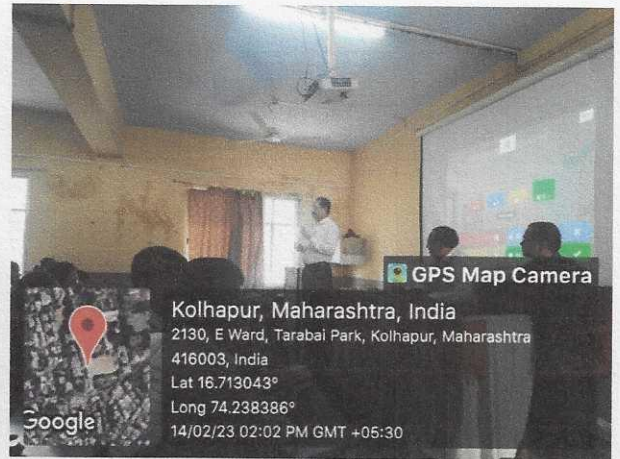 GPS Map Camera
Kolhapur, Maharashtra, India
2130, E Ward, Tarabai Park, Kolhapur, Maharashtra
416003, India
Lat 16.713043°
Long 74.238386°
14/02/23 02:02 PM GMT +05:30
Google